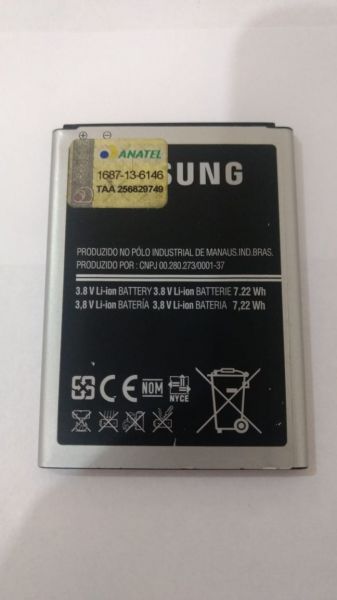 ANATEL
1687-13-6146
TAA 256829749
SUNG
PRODUZIDO NO PÓLO INDUSTRIAL DE MANAUS.IND.BRAS.
PRODUZIDO POR : CNPJ 00.280.273/0001-37
3.8 V Li-ion BATTERY 3.8 V Li-ion BATTERIE 7.22 Wh
3,8 V Li-ion BATERÍA 3,8 V Li-ion BATERIA 7,22 Wh
CE NOM NYCE